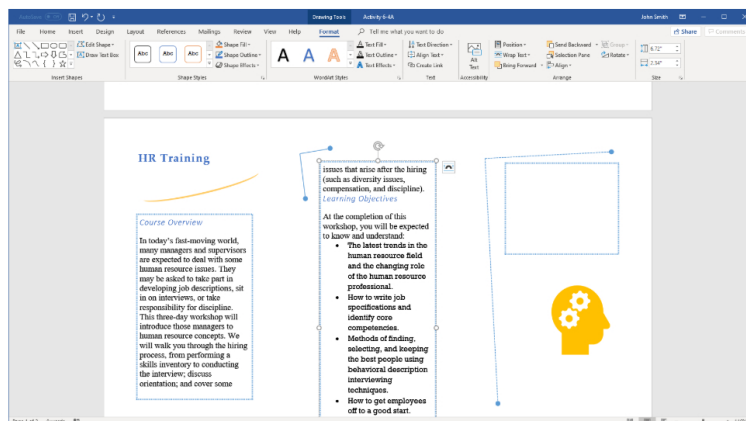 AutoSave
Drawing Tools
Activity 6-4A
John Smith
File Home Insert Design Layout References Mailings Review View Help Format Tell me what you want to do
Share Comments
Edit Shape
Draw Text Box
Insert Shapes
Abc Abc Abc
Shape Fill
Shape Outline
Shape Effects
Shape Styles
A A A
Text Fill
Text Outline
Text Effects
WordArt Styles
Text Direction
Align Text
Create Link
Text
Alt
Text
Accessibility
Position
Wrap Text
Bring Forward
Send Backward
Selection Pane
Align
Group
Rotate
Arrange
6.72"
2.34"
Size
HR Training
Course Overview
In today's fast-moving world,
many managers and supervisors
are expected to deal with some
human resource issues. They
may be asked to take part in
developing job descriptions, sit
in on interviews, or take
responsibility for discipline.
This three-day workshop will
introduce those managers to
human resource concepts. We
will walk you through the hiring
process, from performing a
skills inventory to conducting
the interview; discuss
orientation; and cover some
issues that arise after the hiring
(such as diversity issues,
compensation, and discipline).
Learning Objectives
At the completion of this
workshop, you will be expected
to know and understand:
• The latest trends in the
human resource field
and the changing role
of the human resource
professional.
• How to write job
specifications and
identify core
competencies.
• Methods of finding,
selecting, and keeping
the best people using
behavioral description
interviewing
techniques.
• How to get employees
off to a good start.